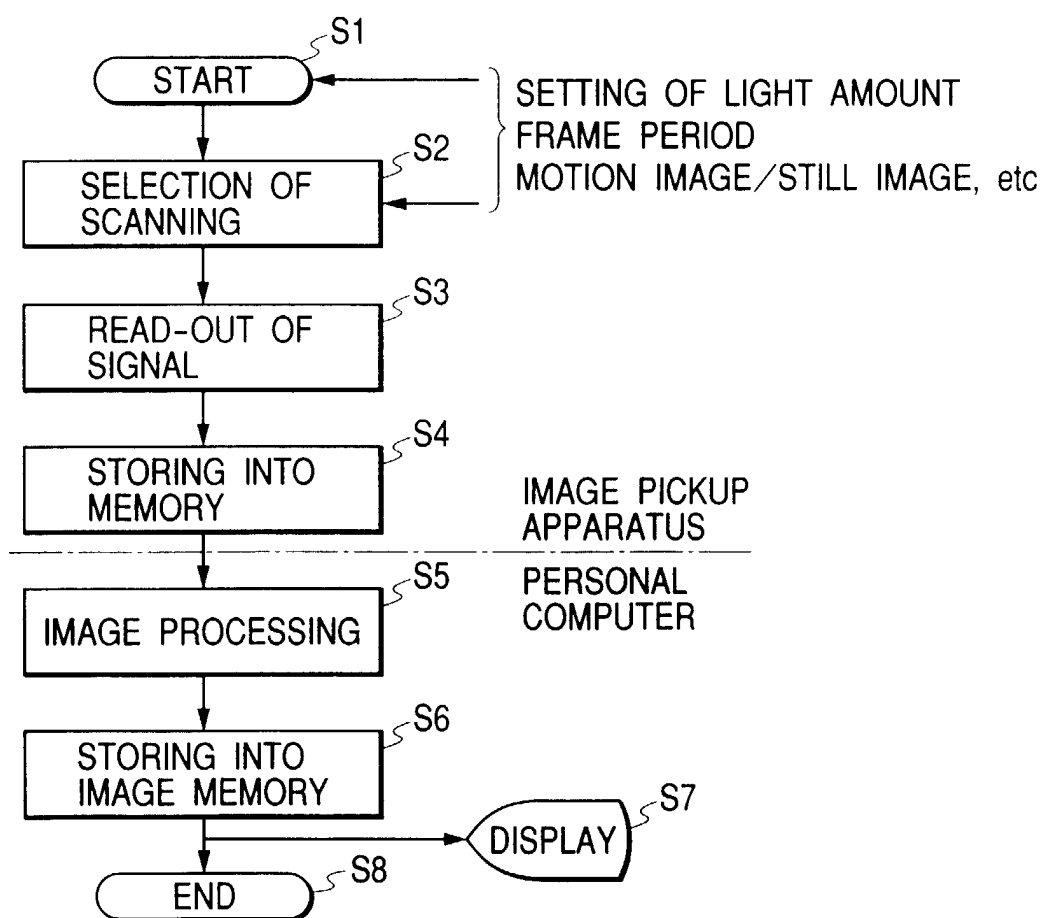 S1
START
SETTING OF LIGHT AMOUNT
FRAME PERIOD
MOTION IMAGE/STILL IMAGE, etc
S2
SELECTION OF
SCANNING
S3
READ-OUT OF
SIGNAL
S4
STORING INTO
MEMORY
IMAGE PICKUP
APPARATUS
PERSONAL
COMPUTER
S5
IMAGE PROCESSING
S6
STORING INTO
IMAGE MEMORY
S7
DISPLAY
S8
END